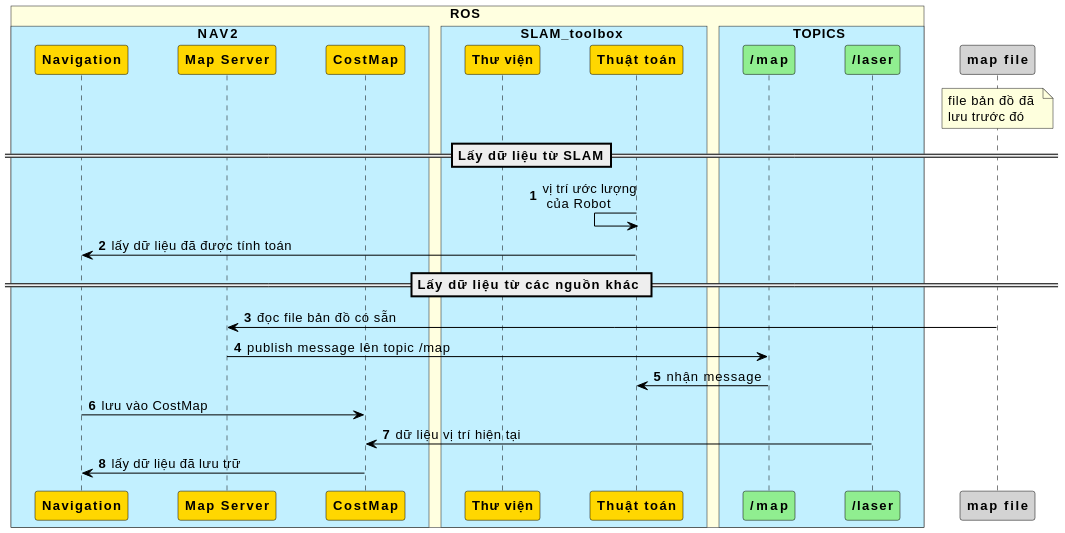 ROS
NAV2
SLAM_toolbox
TOPICS
Navigation
Map Server
CostMap
Thư viện
Thuật toán
/map
/laser
map file
file bản đồ đã
lưu trước đó
Lấy dữ liệu từ SLAM
1 vị trí ước lượng
của Robot
2 lấy dữ liệu đã được tính toán
Lấy dữ liệu từ các nguồn khác
3 đọc file bản đồ có sẵn
4 publish message lên topic /map
5 nhận message
6 lưu vào CostMap
7 dữ liệu vị trí hiện tại
8 lấy dữ liệu đã lưu trữ
Navigation
Map Server
CostMap
Thư viện
Thuật toán
/map
/laser
map file